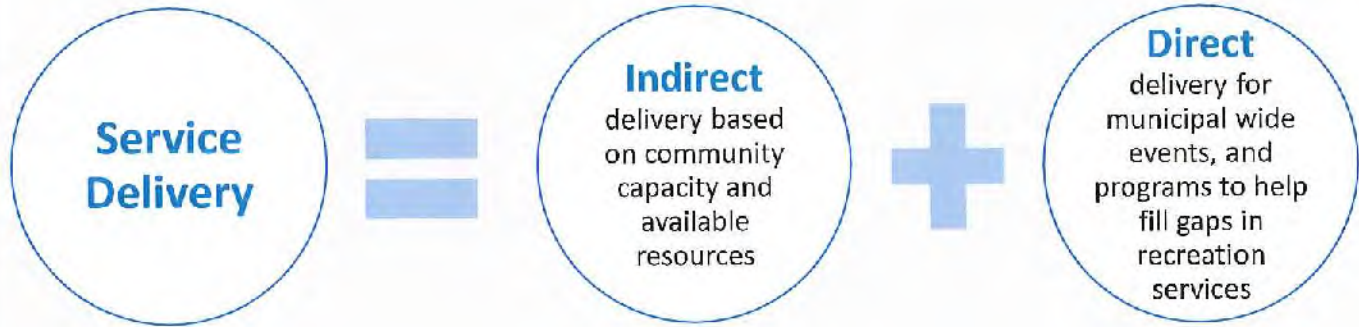 Service
Delivery
Indirect
delivery based
on community
capacity and
available
resources
Direct
delivery for
municipal wide
events, and
programs to help
fill gaps in
recreation
services